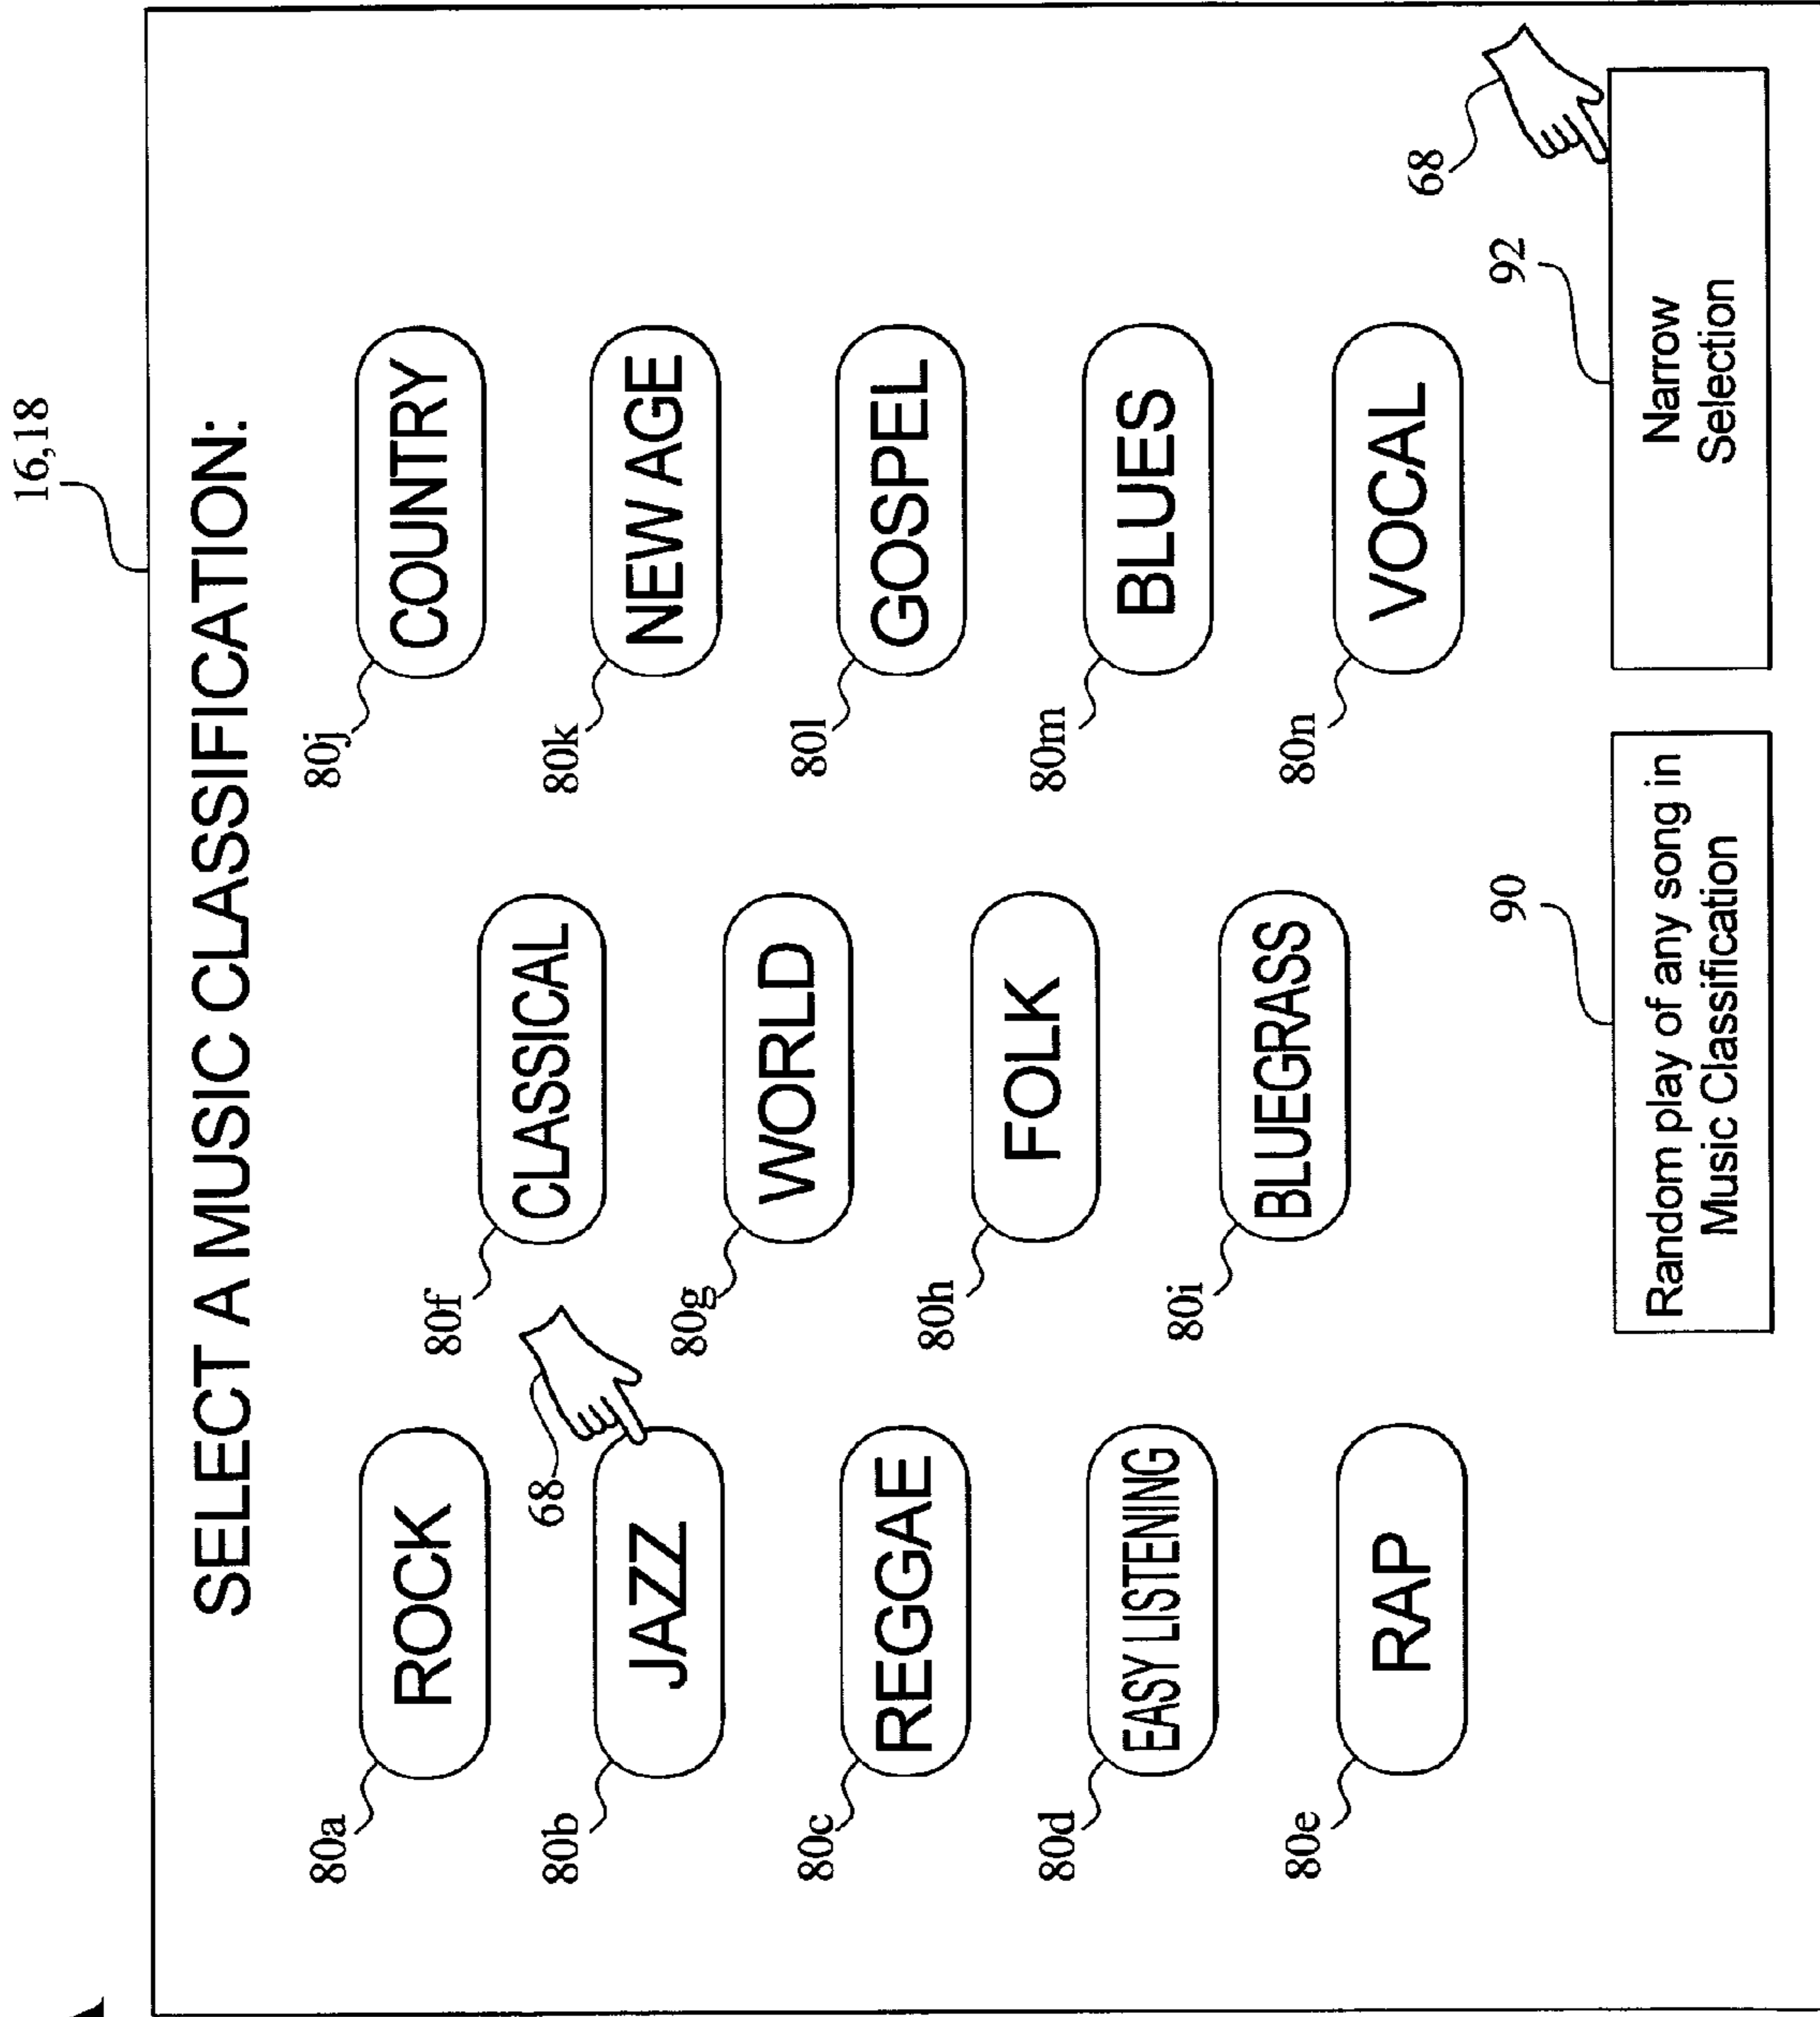 16,18
SELECT A MUSIC CLASSIFICATION:
80a
ROCK
80b
JAZZ
68
80c
REGGAE
80d
EASY LISTENING
80e
RAP
80f
CLASSICAL
80g
WORLD
80h
FOLK
80i
BLUEGRASS
80j
COUNTRY
80k
NEW AGE
80l
GOSPEL
80m
BLUES
80n
VOCAL
90
Random play of any song in
Music Classification
92
68
Narrow
Selection